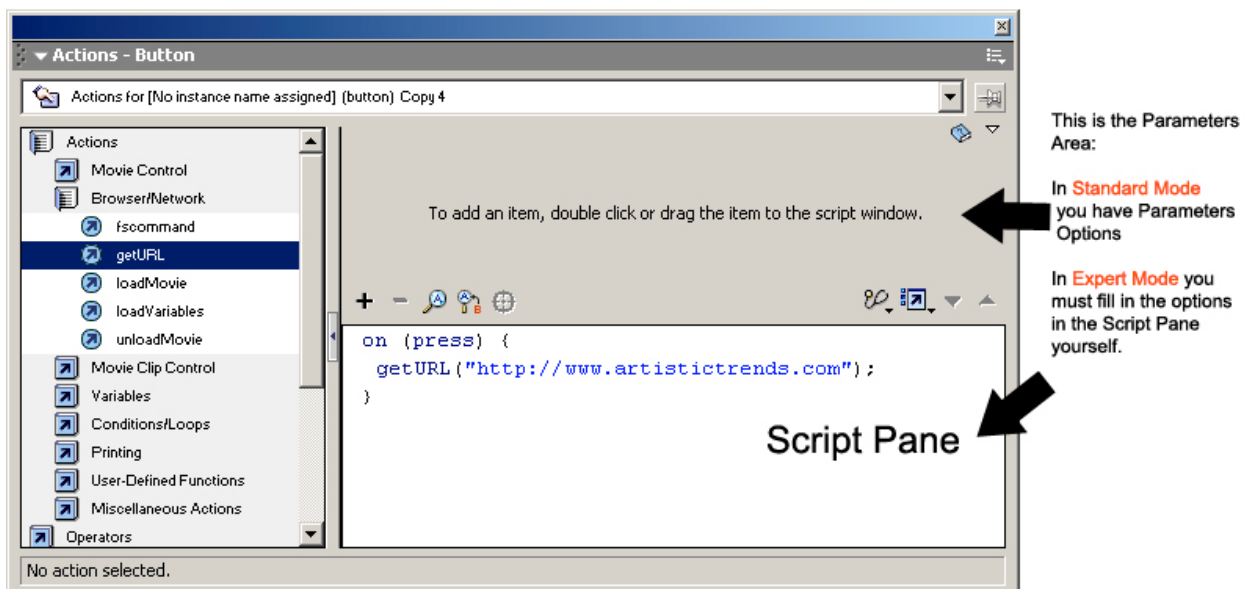 Actions - Button
Actions for [No instance name assigned] (button) Copy 4
Actions
Movie Control
Browser/Network
fscommand
getURL
loadMovie
loadVariables
unloadMovie
Movie Clip Control
Variables
Conditions/Loops
Printing
User-Defined Functions
Miscellaneous Actions
Operators
To add an item, double click or drag the item to the script window.
on (press) {
getURL("http://www.artistictrends.com");
}
Script Pane
No action selected.
This is the Parameters
Area:
In Standard Mode
you have Parameters
Options
In Expert Mode you
must fill in the options
in the Script Pane
yourself.